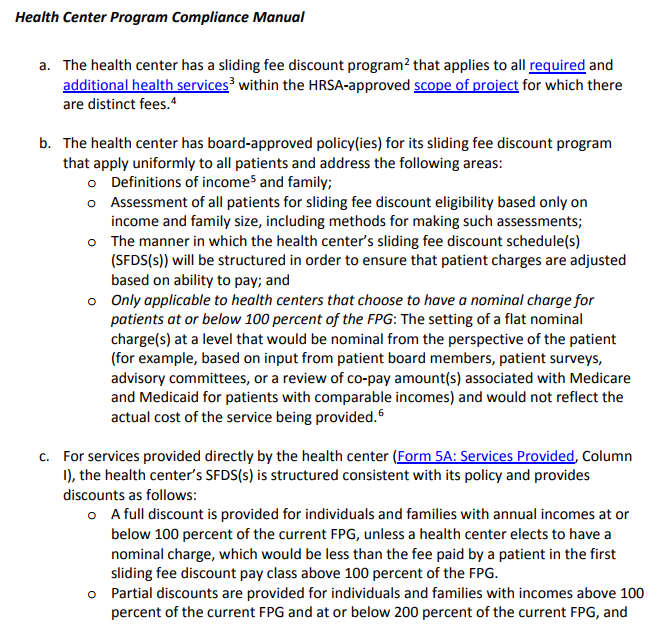 Health Center Program Compliance Manual
a. The health center has a sliding fee discount program² that applies to all required and
additional health services³ within the HRSA-approved scope of project for which there
are distinct fees.⁴
b. The health center has board-approved policy(ies) for its sliding fee discount program
that apply uniformly to all patients and address the following areas:
o Definitions of income⁵ and family;
o Assessment of all patients for sliding fee discount eligibility based only on
income and family size, including methods for making such assessments;
o The manner in which the health center’s sliding fee discount schedule(s)
(SFDS(s)) will be structured in order to ensure that patient charges are adjusted
based on ability to pay; and
o Only applicable to health centers that choose to have a nominal charge for
patients at or below 100 percent of the FPG: The setting of a flat nominal
charge(s) at a level that would be nominal from the perspective of the patient
(for example, based on input from patient board members, patient surveys,
advisory committees, or a review of co-pay amount(s) associated with Medicare
and Medicaid for patients with comparable incomes) and would not reflect the
actual cost of the service being provided.⁶
c. For services provided directly by the health center (Form 5A: Services Provided, Column
I), the health center’s SFDS(s) is structured consistent with its policy and provides
discounts as follows:
o A full discount is provided for individuals and families with annual incomes at or
below 100 percent of the current FPG, unless a health center elects to have a
nominal charge, which would be less than the fee paid by a patient in the first
sliding fee discount pay class above 100 percent of the FPG.
o Partial discounts are provided for individuals and families with incomes above 100
percent of the current FPG and at or below 200 percent of the current FPG, and